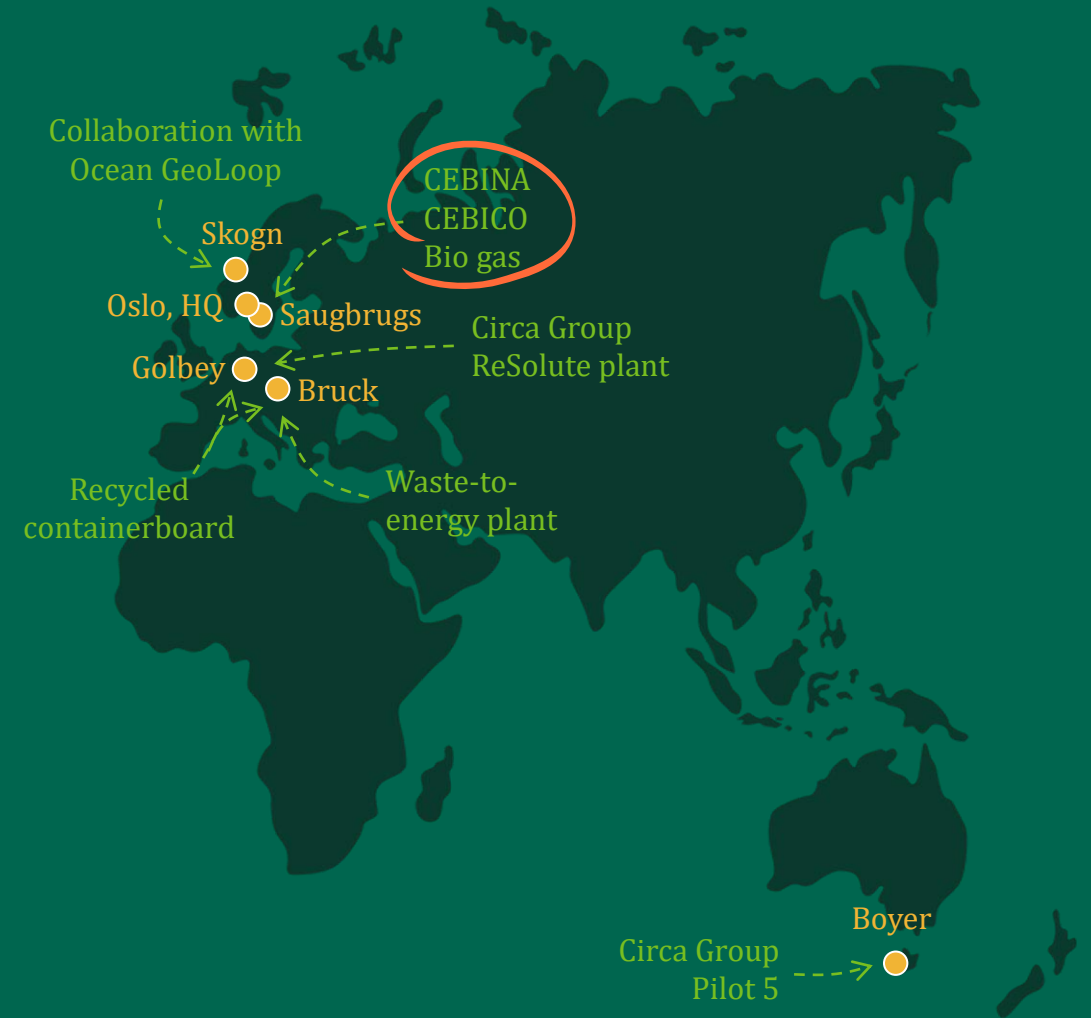 Collaboration with
Ocean GeoLoop
CEBINA
CEBICO
Bio gas
Skogn
Oslo, HQ
Saugbrugs
Circa Group
ReSolute plant
Golbey
Bruck
Recycled
containerboard
Waste-to-
energy plant
Boyer
Circa Group
Pilot 5